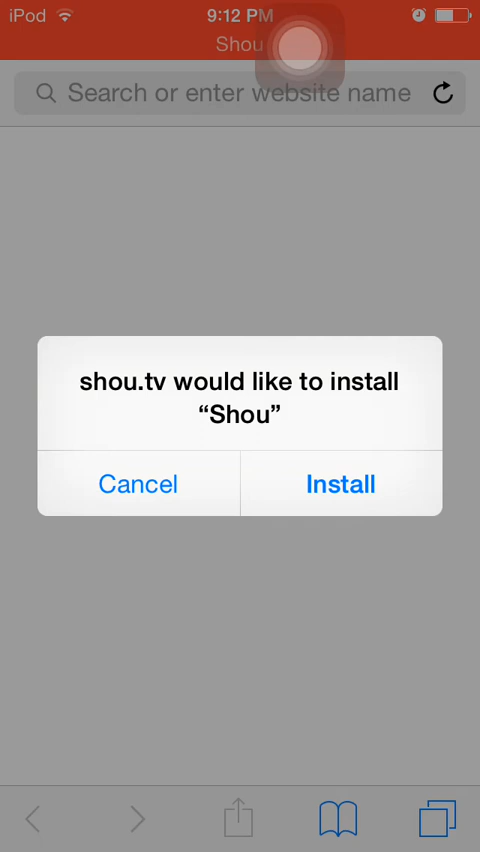 iPod 9:12 PM
Shou
Search or enter website name
shou.tv would like to install
“Shou”
Cancel Install